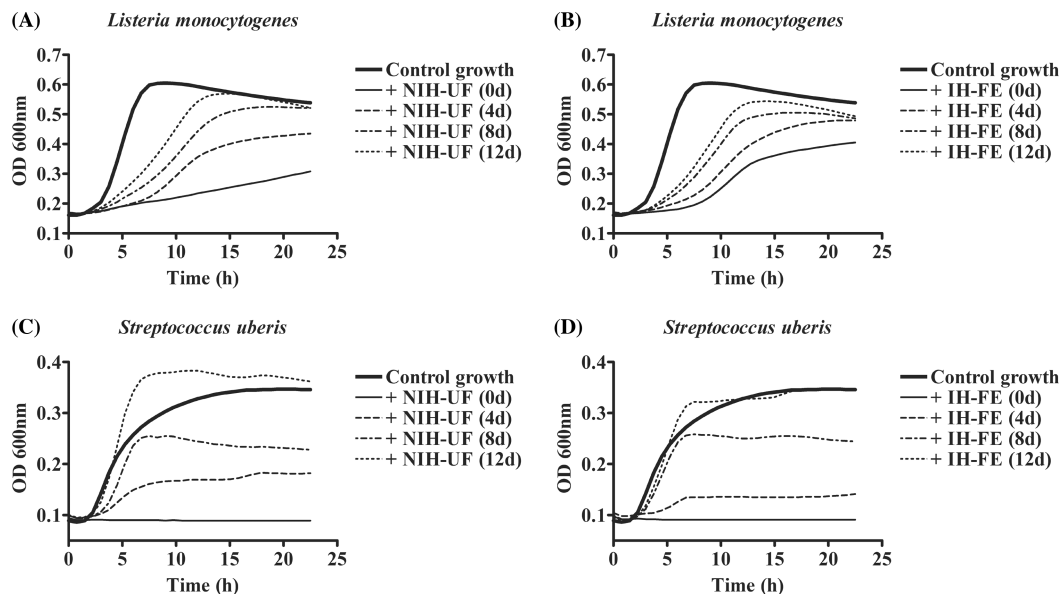 (A) Listeria monocytogenes
OD 600nm
0.7
0.6
0.5
0.4
0.3
0.2
0.1
0 5 10 15 20 25
Time (h)
Control growth
+ NIH-UF (0d)
+ NIH-UF (4d)
+ NIH-UF (8d)
+ NIH-UF (12d)
(B) Listeria monocytogenes
OD 600nm
0.7
0.6
0.5
0.4
0.3
0.2
0.1
0 5 10 15 20 25
Time (h)
Control growth
+ IH-FE (0d)
+ IH-FE (4d)
+ IH-FE (8d)
+ IH-FE (12d)
(C) Streptococcus uberis
OD 600nm
0.4
0.3
0.2
0.1
0 5 10 15 20 25
Time (h)
Control growth
+ NIH-UF (0d)
+ NIH-UF (4d)
+ NIH-UF (8d)
+ NIH-UF (12d)
(D) Streptococcus uberis
OD 600nm
0.4
0.3
0.2
0.1
0 5 10 15 20 25
Time (h)
Control growth
+ IH-FE (0d)
+ IH-FE (4d)
+ IH-FE (8d)
+ IH-FE (12d)